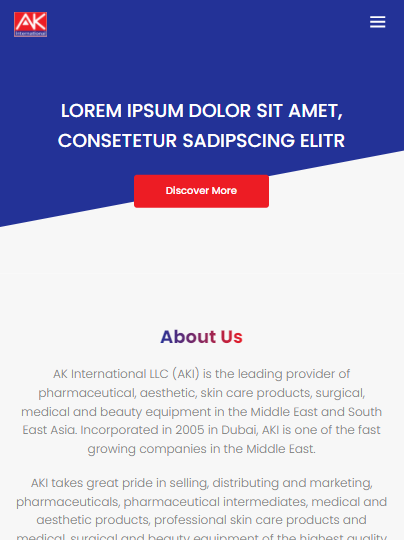 AK
International
LOREM IPSUM DOLOR SIT AMET,
CONSETETUR SADIPSCING ELITR
Discover More
About Us
AK International LLC (AKI) is the leading provider of
pharmaceutical, aesthetic, skin care products, surgical,
medical and beauty equipment in the Middle East and South
East Asia. Incorporated in 2005 in Dubai, AKI is one of the fast
growing companies in the Middle East.
AKI takes great pride in selling, distributing and marketing,
pharmaceuticals, pharmaceutical intermediates, medical and
aesthetic products, professional skin care products and
medical, surgical and beauty equipment of the highest quality